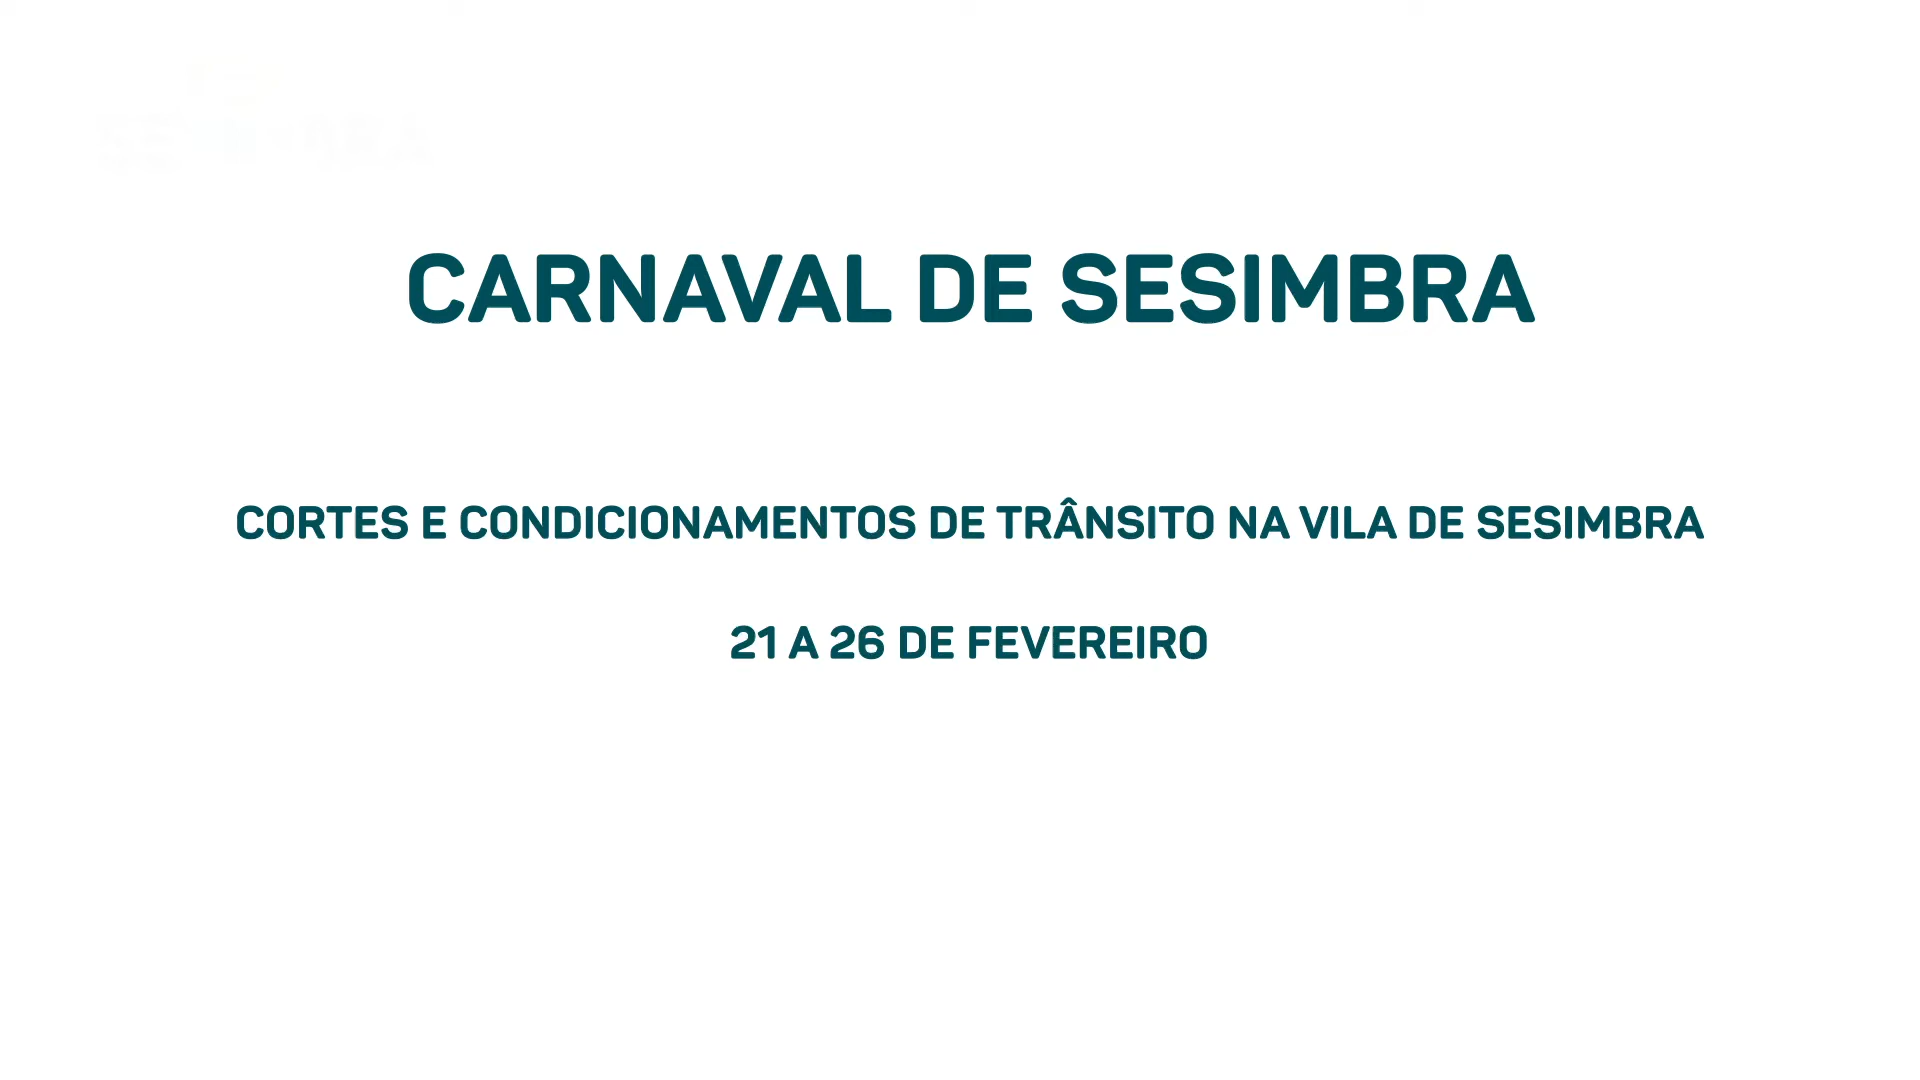 CARNAVAL DE SESIMBRA
CORTES E CONDICIONAMENTOS DE TRÂNSITO NA VILA DE SESIMBRA
21 A 26 DE FEVEREIRO